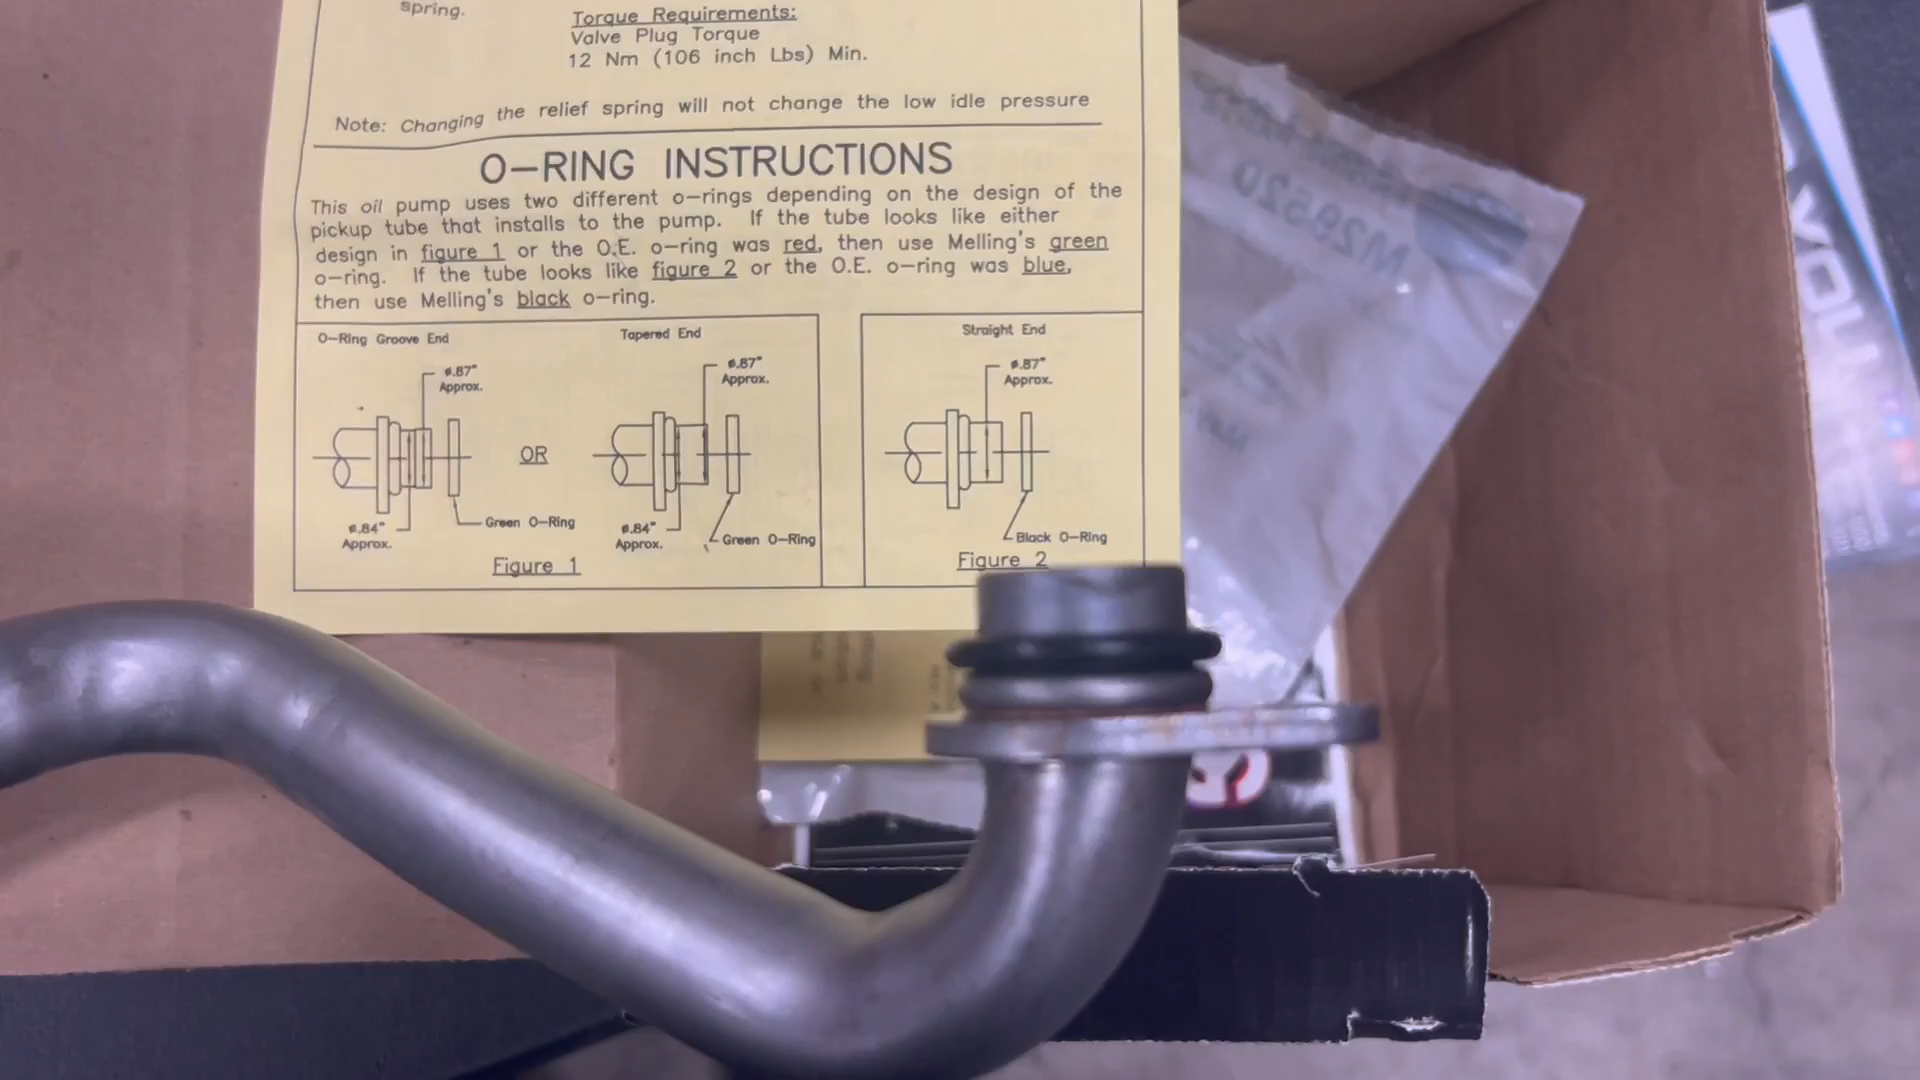 spring.
Torque Requirements:
Valve Plug Torque
12 Nm (106 inch Lbs) Min.
Note: Changing the relief spring will not change the low idle pressure
O-RING INSTRUCTIONS
This oil pump uses two different o-rings depending on the design of the
pickup tube that installs to the pump. If the tube looks like either
design in figure 1 or the O.E. o-ring was red, then use Melling's green
o-ring. If the tube looks like figure 2 or the O.E. o-ring was blue,
then use Melling's black o-ring.
O-Ring Groove End
ø.87"
Approx.
ø.84"
Approx.
Green O-Ring
OR
Tapered End
ø.87"
Approx.
ø.84"
Approx.
Green O-Ring
Figure 1
Straight End
ø.87"
Approx.
Black O-Ring
Figure 2
M29520